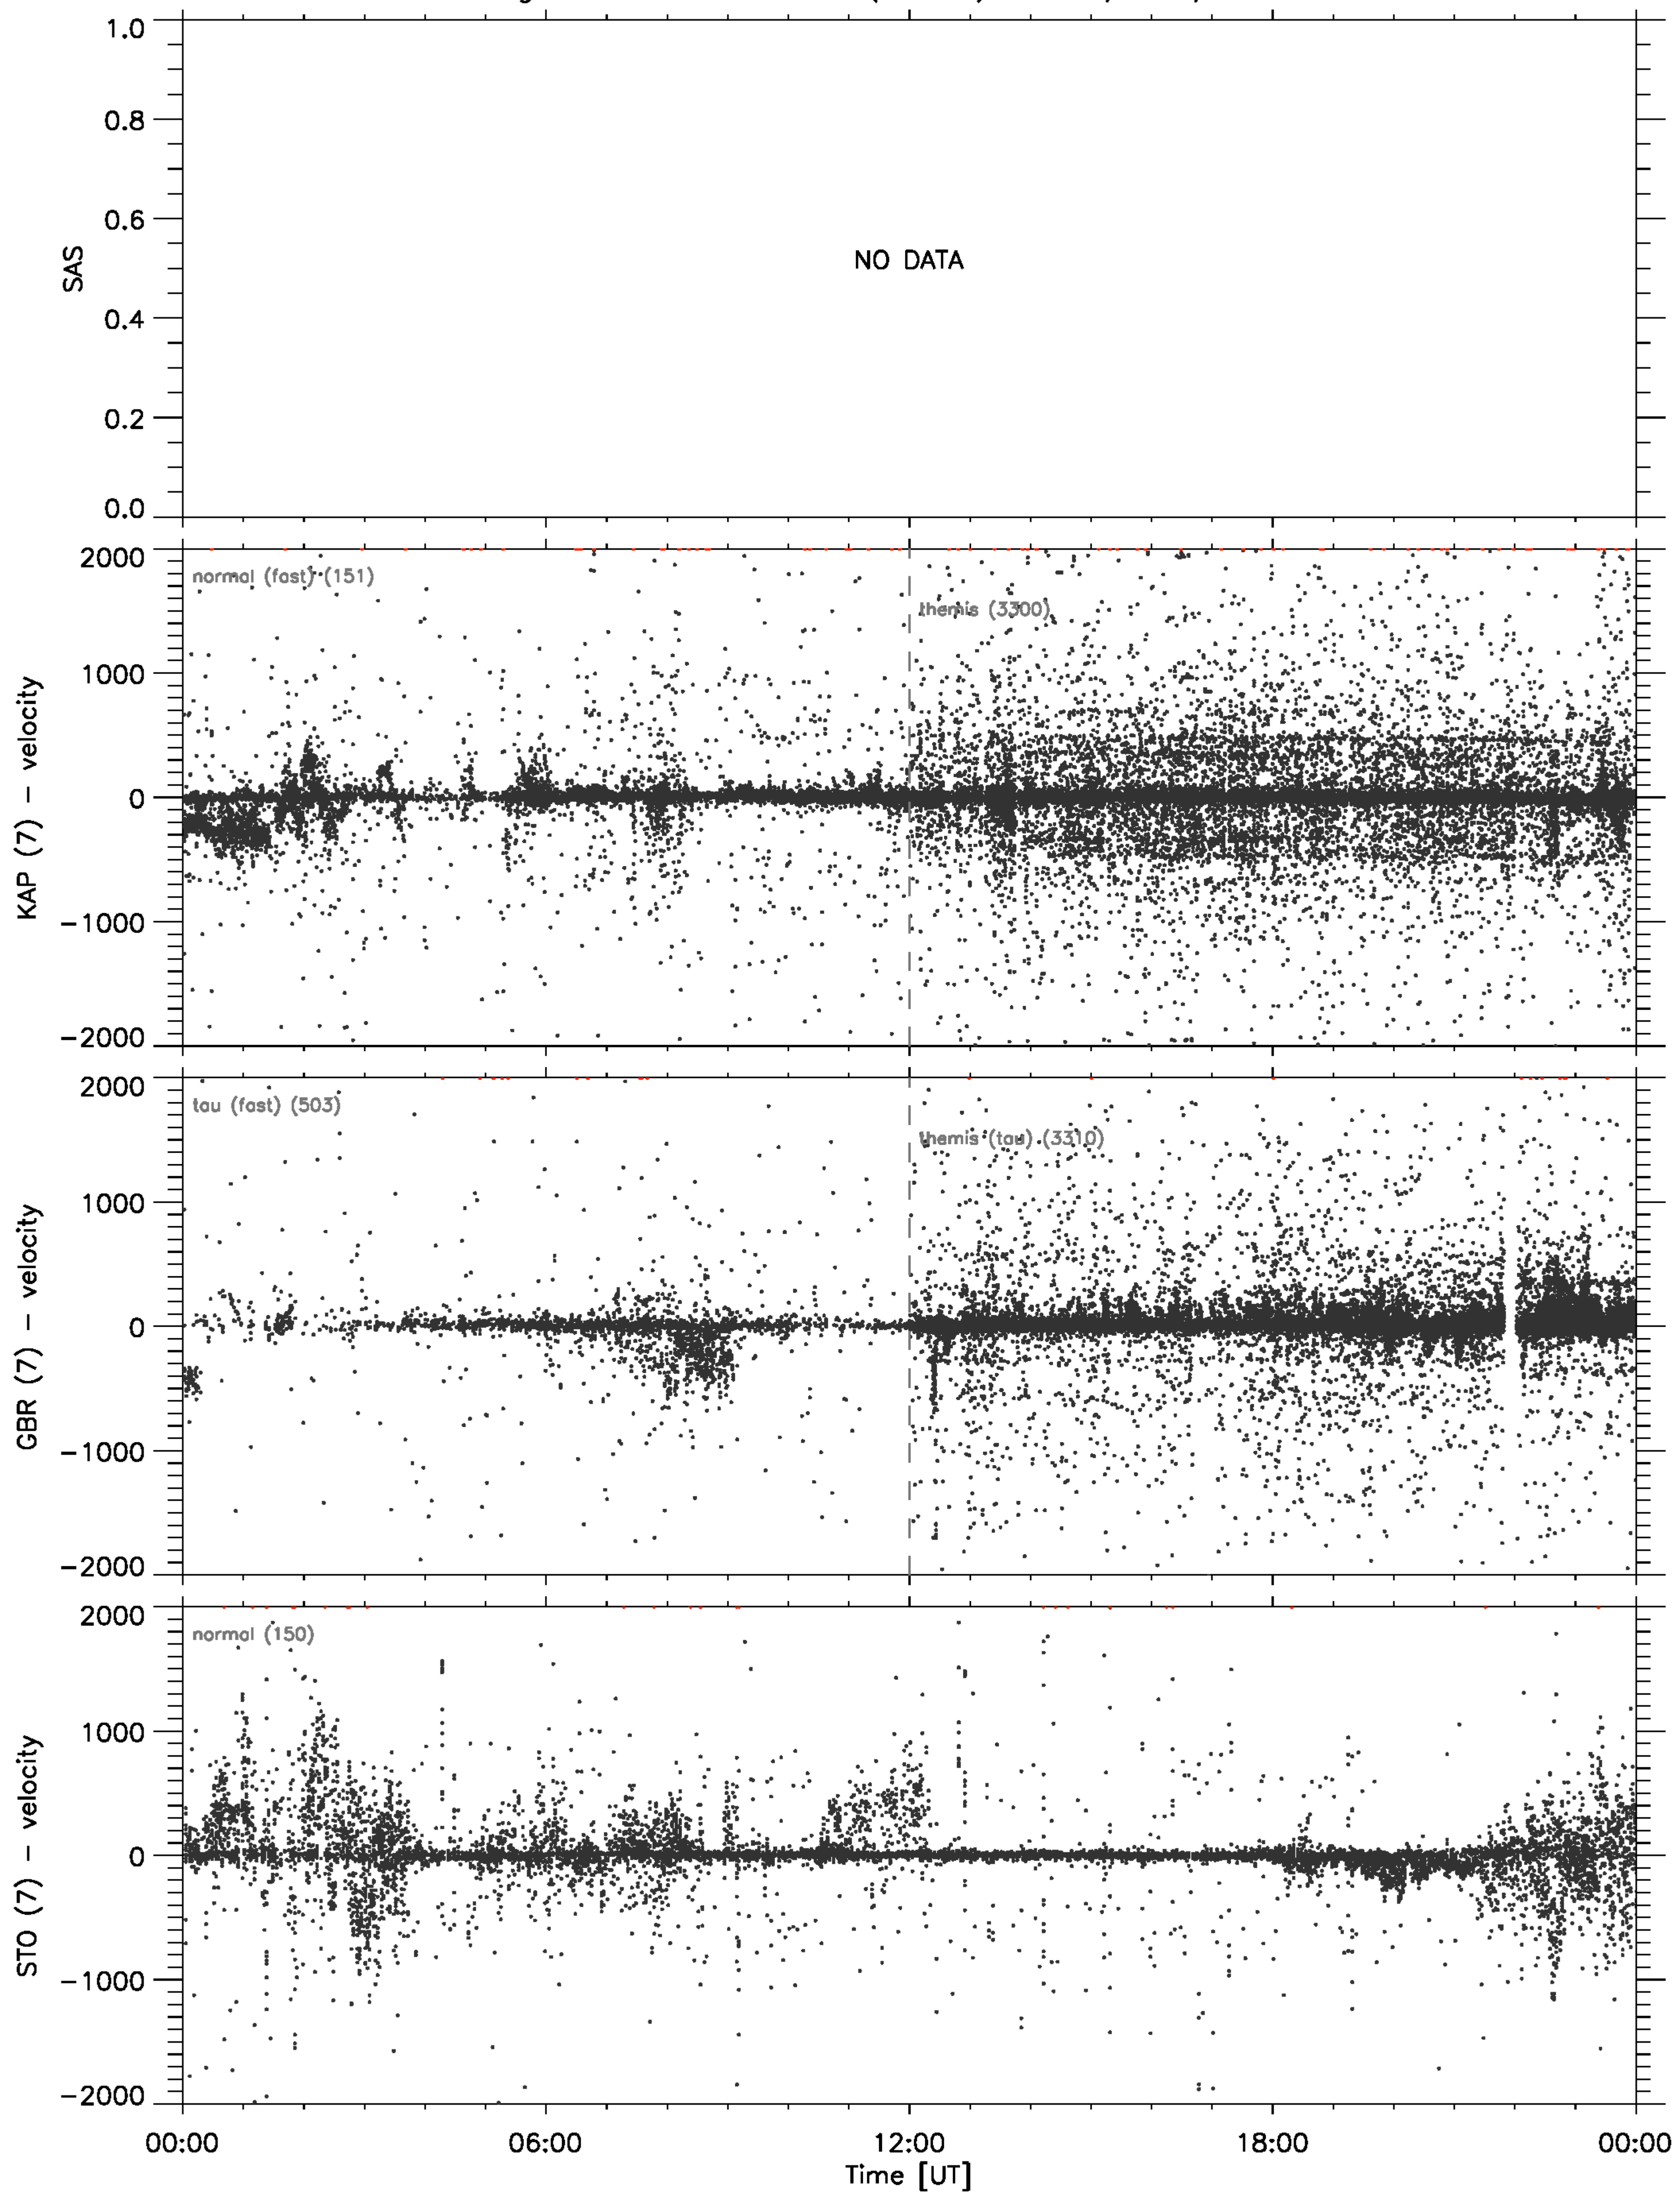 1.0
0.8
0.6
0.4
0.2
0.0
SAS
NO DATA
2000
1000
0
−1000
−2000
KAP (7) − velocity
normal (fast) (151)
themis (3300)
2000
1000
0
−1000
−2000
GBR (7) − velocity
tau (fast) (503)
themis (tau) (3310)
2000
1000
0
−1000
−2000
STO (7) − velocity
normal (150)
00:00 06:00 12:00 18:00 00:00
Time [UT]